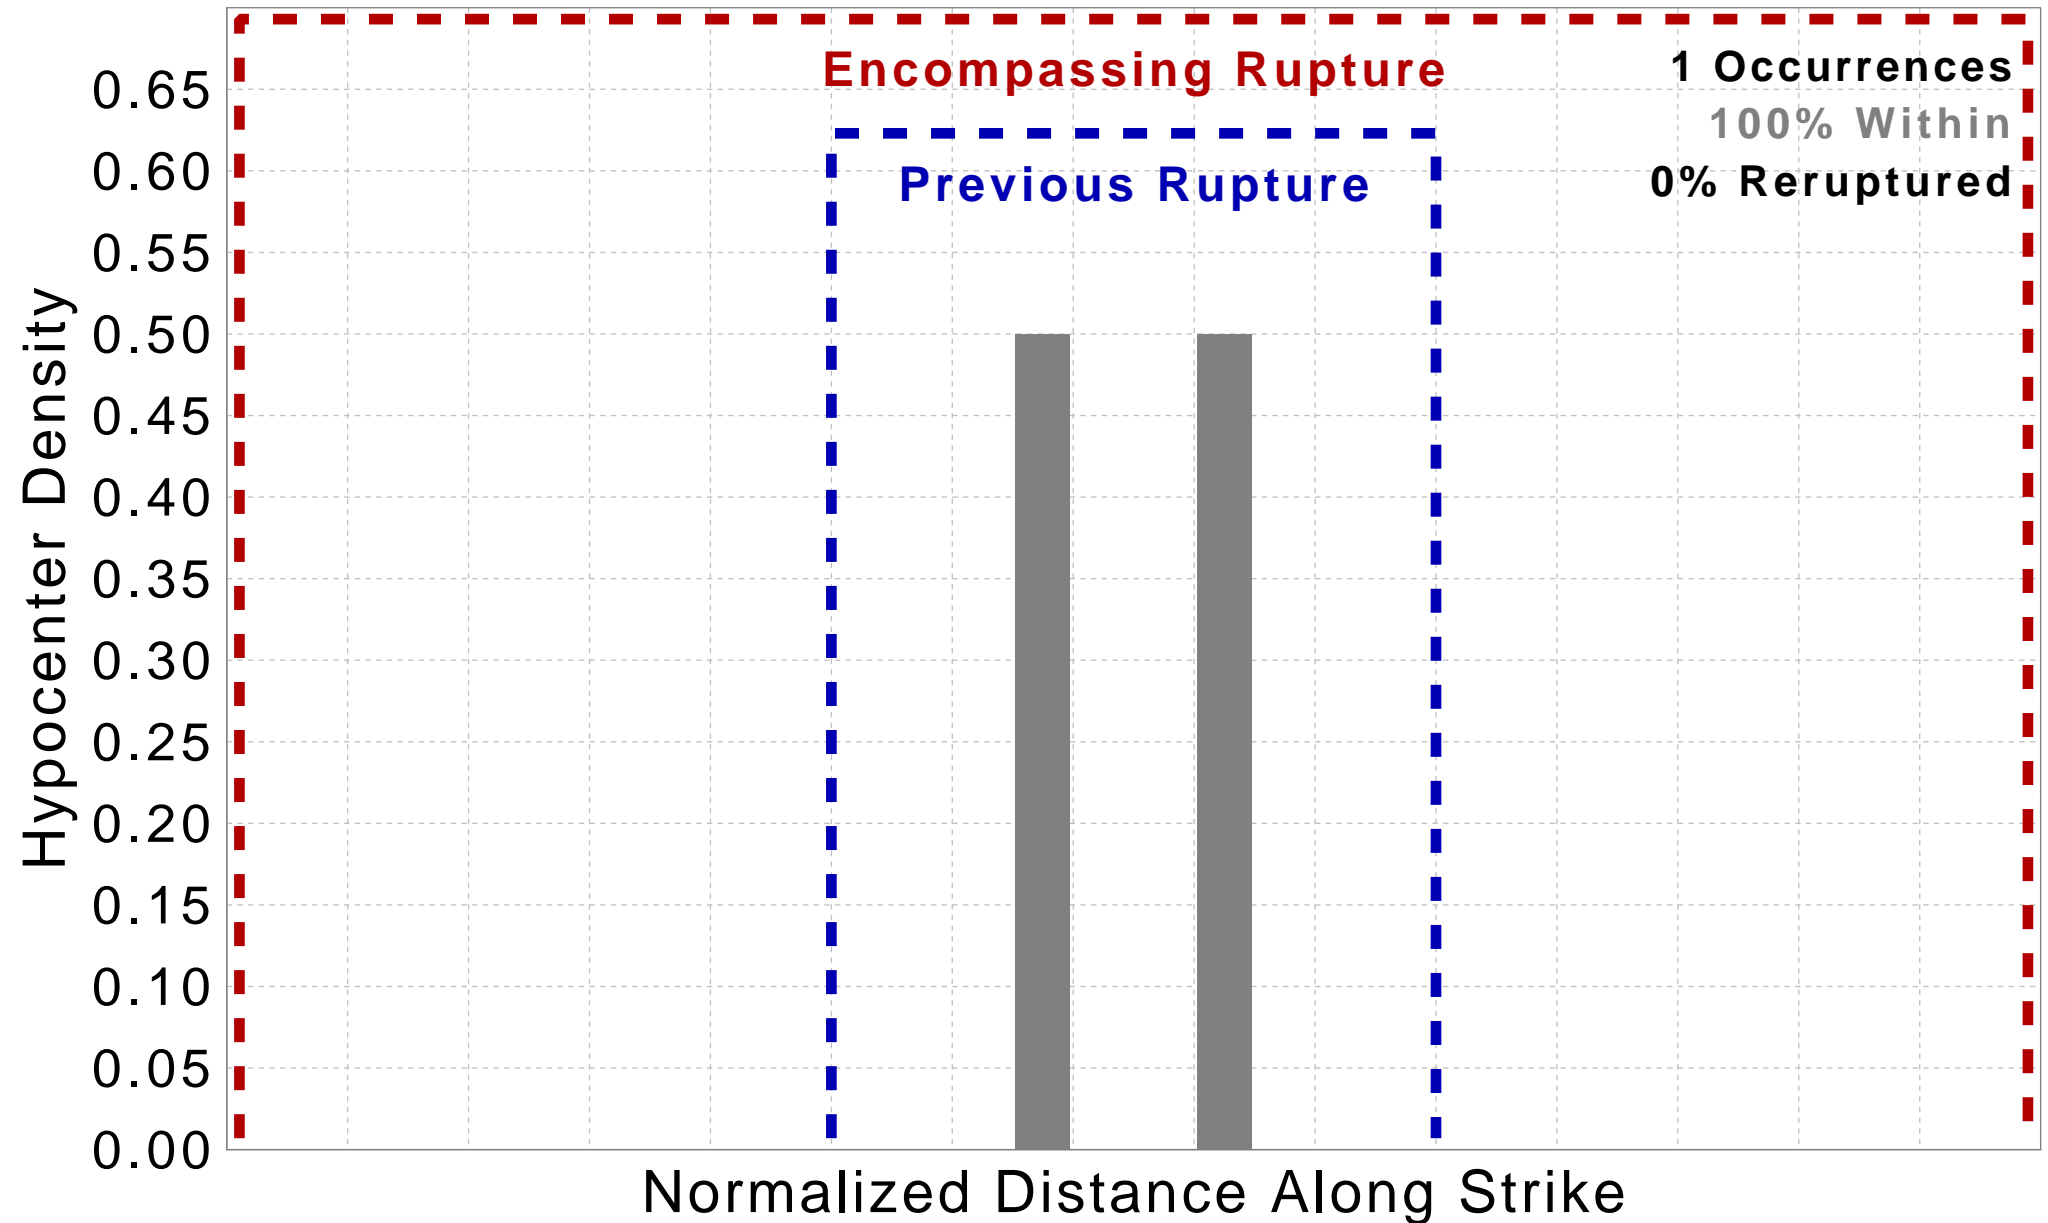 Encompassing Rupture
Previous Rupture
1 Occurrences
100% Within
0% Reruptured
Hypocenter Density
0.65
0.60
0.55
0.50
0.45
0.40
0.35
0.30
0.25
0.20
0.15
0.10
0.05
0.00
Normalized Distance Along Strike